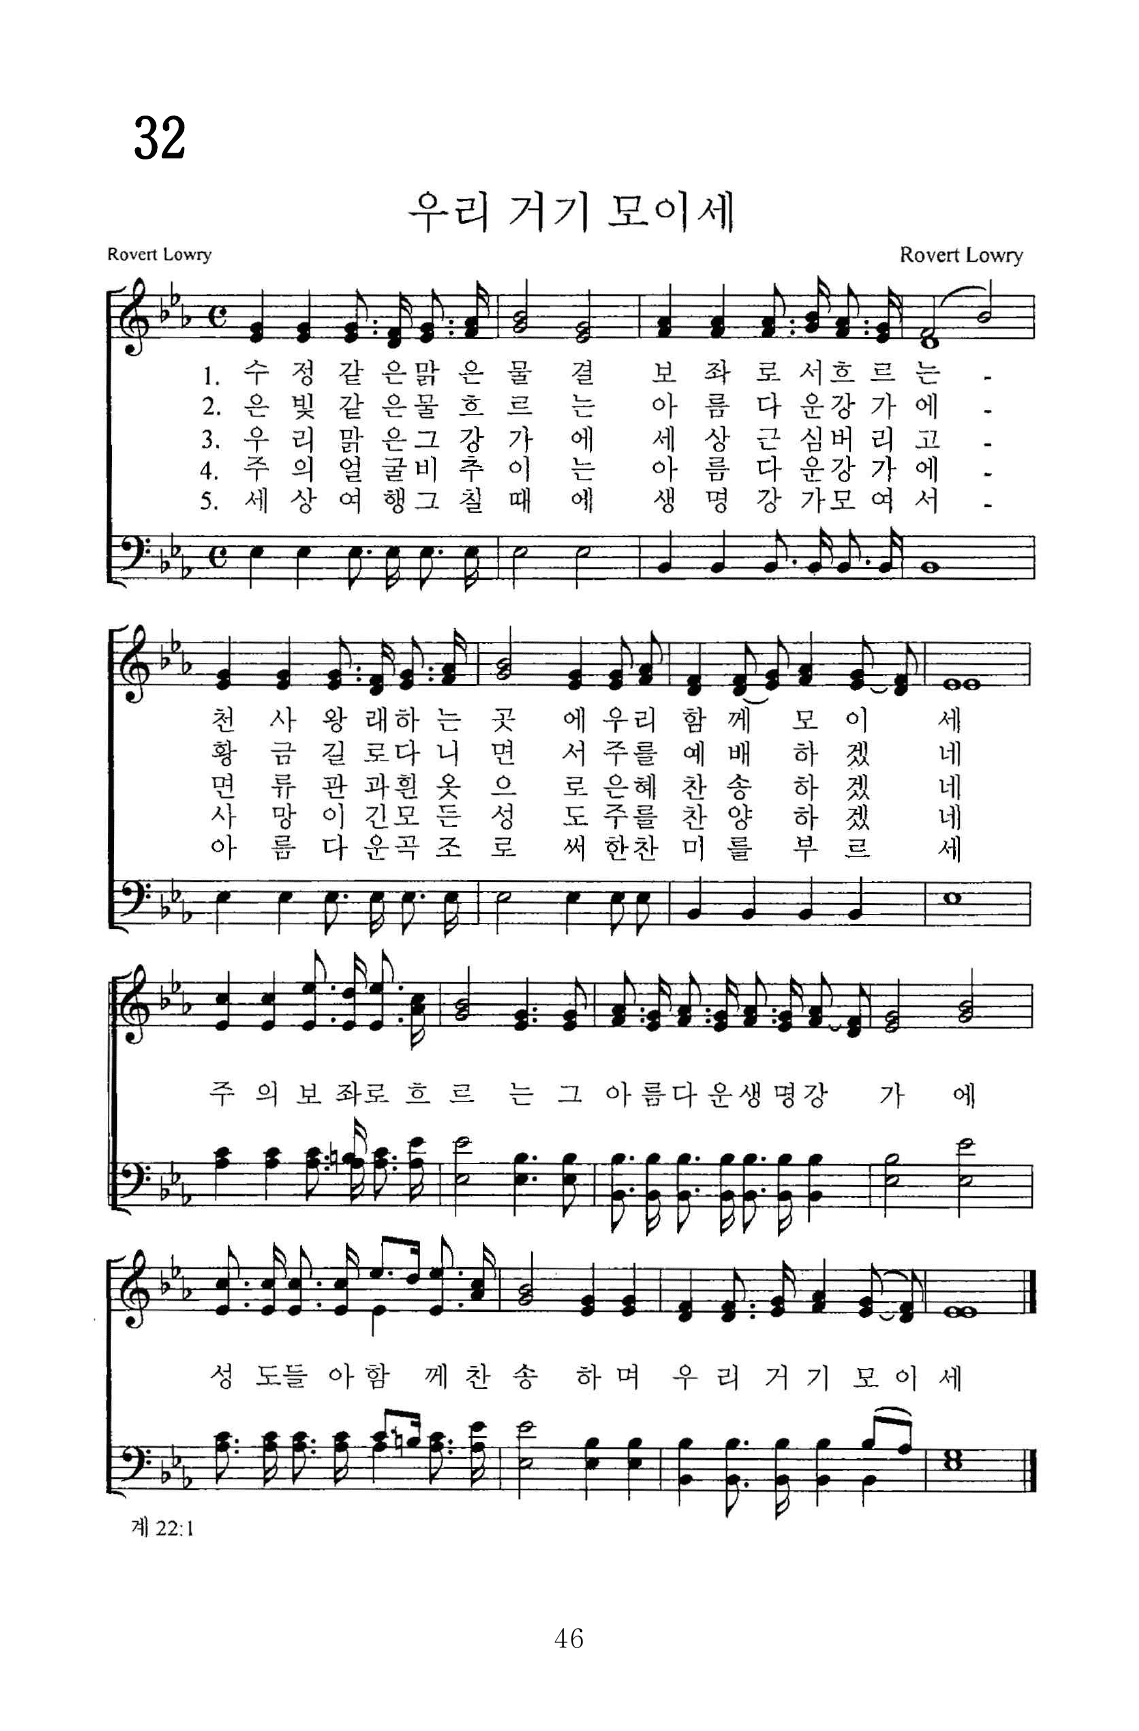 32
우리 거기 모이세
Rovert Lowry Rovert Lowry
1. 수 정 같 은맑 은 물 결 보 좌 로 서흐 르 는 -
2. 은 빛 같 은물 흐 르 는 아 름 다 운강 가 에 -
3. 우 리 맑 은그 강 가 에 세 상 근 심버 리 고 -
4. 주 의 얼 굴비 추 이 는 아 름 다 운강 가 에 -
5. 세 상 여 행그 칠 때 에 생 명 강 가모 여 서 -
천 사 왕 래하 는 곳 에 우리 함 께 모 이 세
황 금 길 로다 니 면 서 주를 예 배 하 겠 네
면 류 관 과흰 옷 으 로 은혜 찬 송 하 겠 네
사 망 이 긴모 든 성 도 주를 찬 양 하 겠 네
아 름 다 운곡 조 로 써 한찬 미 를 부 르 세
주 의 보 좌로 흐 르 는 그 아 름다 운생 명강 가 에
성 도들 아함 께 찬 송 하 며 우 리 거 기 모 이 세
계 22:1
46